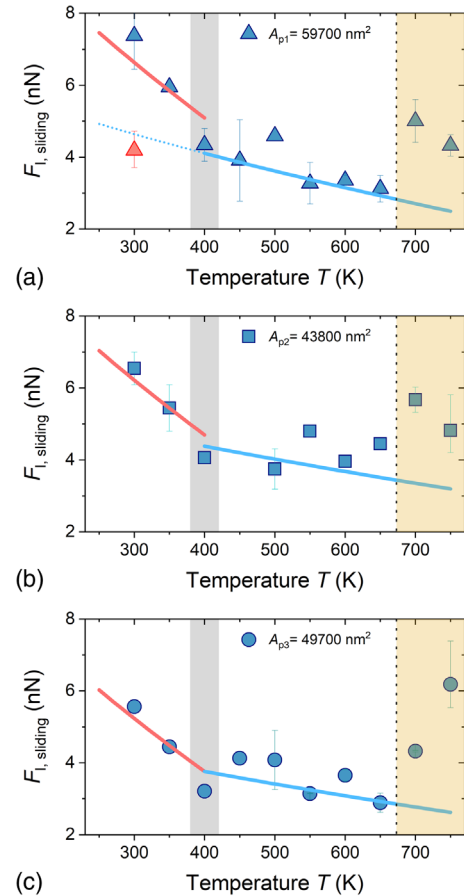 8
6
4
2
F_l, sliding (nN)
A_p1 = 59700 nm²
300 400 500 600 700
Temperature T (K)
(a)
8
6
4
2
F_l, sliding (nN)
A_p2 = 43800 nm²
300 400 500 600 700
Temperature T (K)
(b)
8
6
4
2
F_l, sliding (nN)
A_p3 = 49700 nm²
300 400 500 600 700
Temperature T (K)
(c)